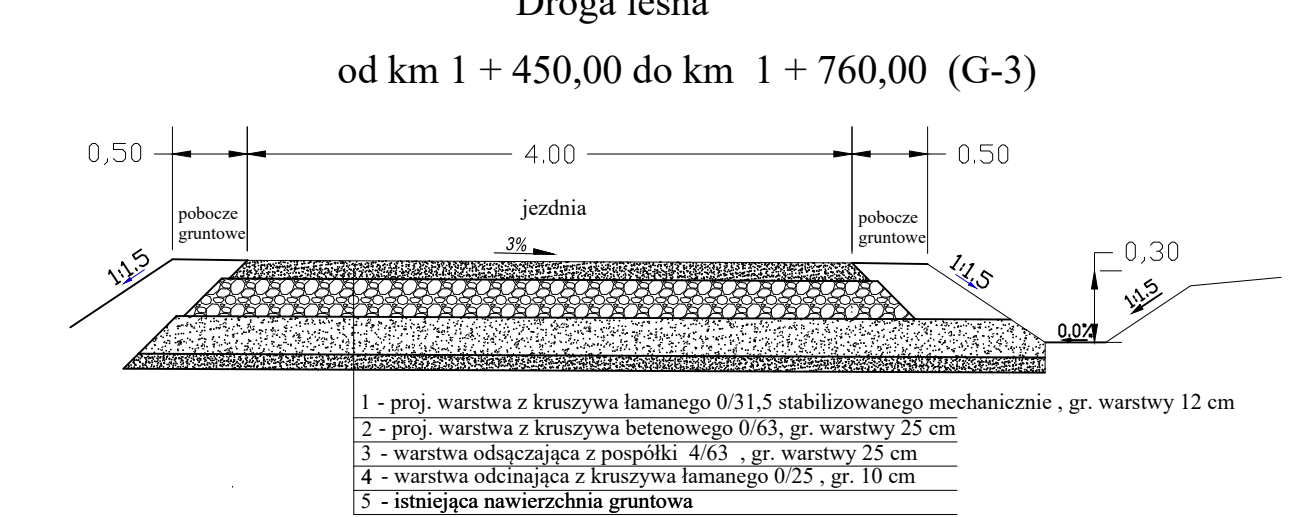 Droga leśna
od km 1 + 450,00 do km 1 + 760,00 (G-3)
0,50
4.00
0.50
pobocze
gruntowe
jezdnia
pobocze
gruntowe
3%
1:1.5
1:1.5
0,30
1:1.5
0.0%
1 - proj. warstwa z kruszywa łamanego 0/31,5 stabilizowanego mechanicznie , gr. warstwy 12 cm
2 - proj. warstwa z kruszywa betenowego 0/63, gr. warstwy 25 cm
3 - warstwa odsączająca z pospółki 4/63 , gr. warstwy 25 cm
4 - warstwa odcinająca z kruszywa łamanego 0/25 , gr. 10 cm
5 - istniejąca nawierzchnia gruntowa